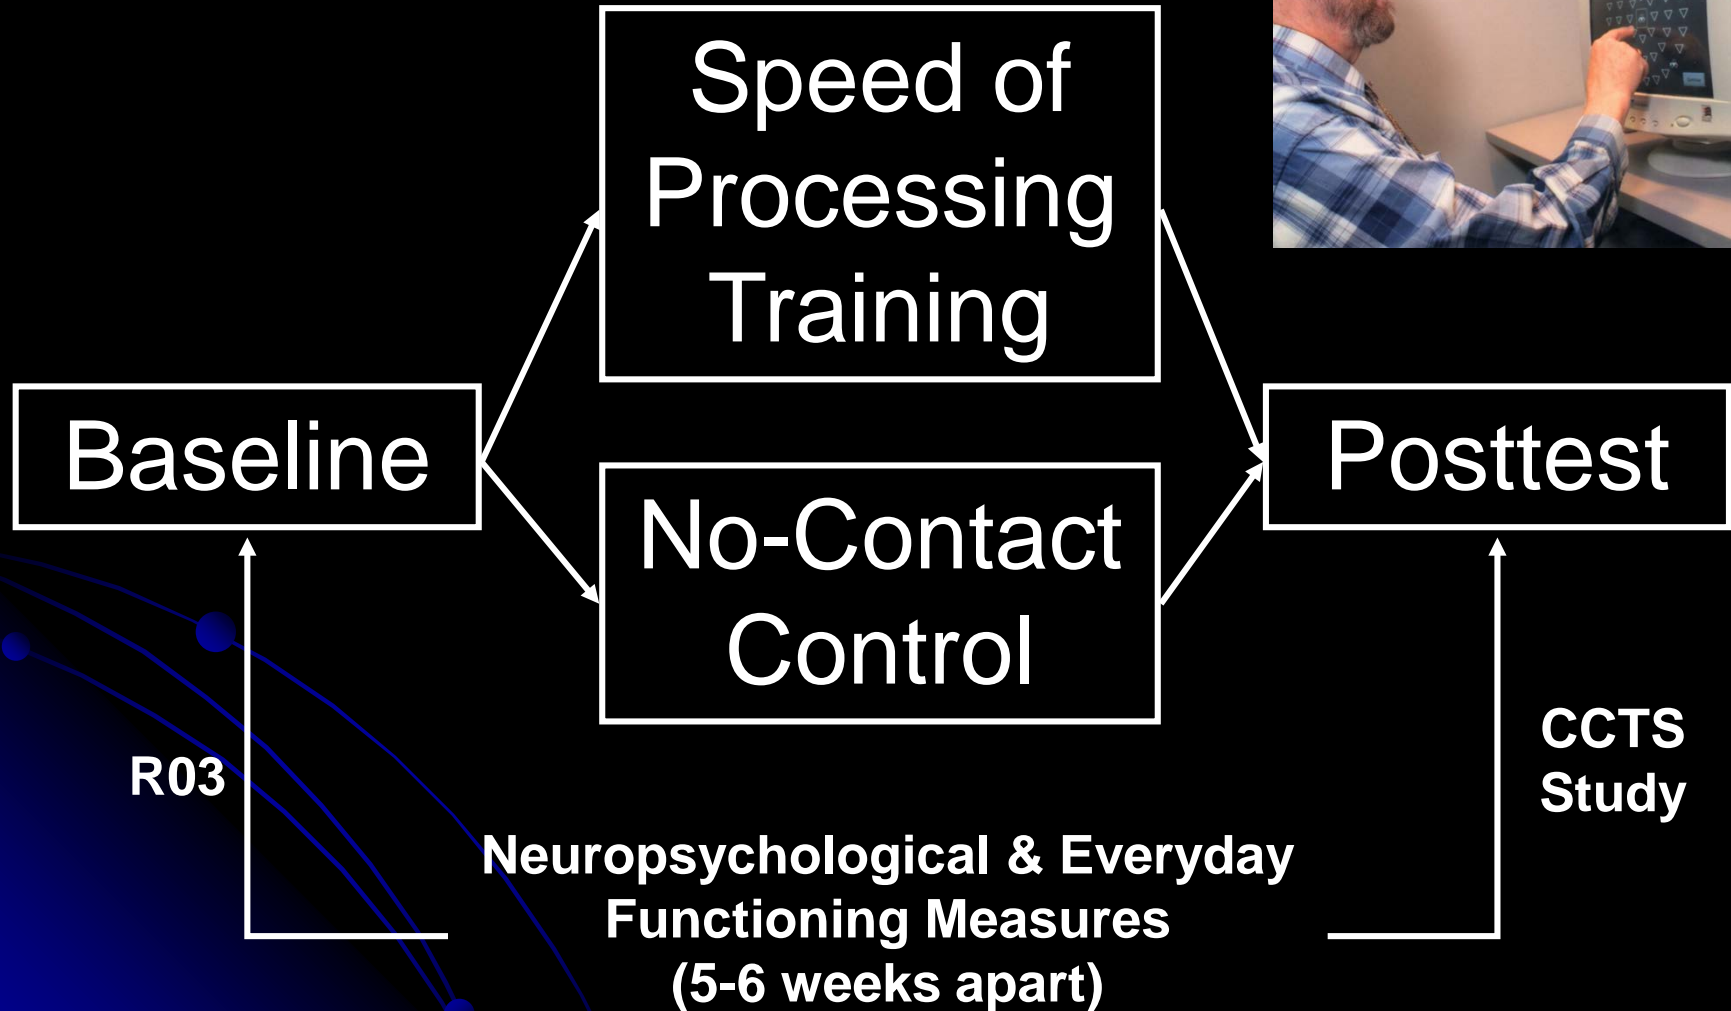 Speed of
Processing
Training
Baseline
No-Contact
Control
Posttest
R03
CCTS
Study
Neuropsychological & Everyday
Functioning Measures
(5-6 weeks apart)